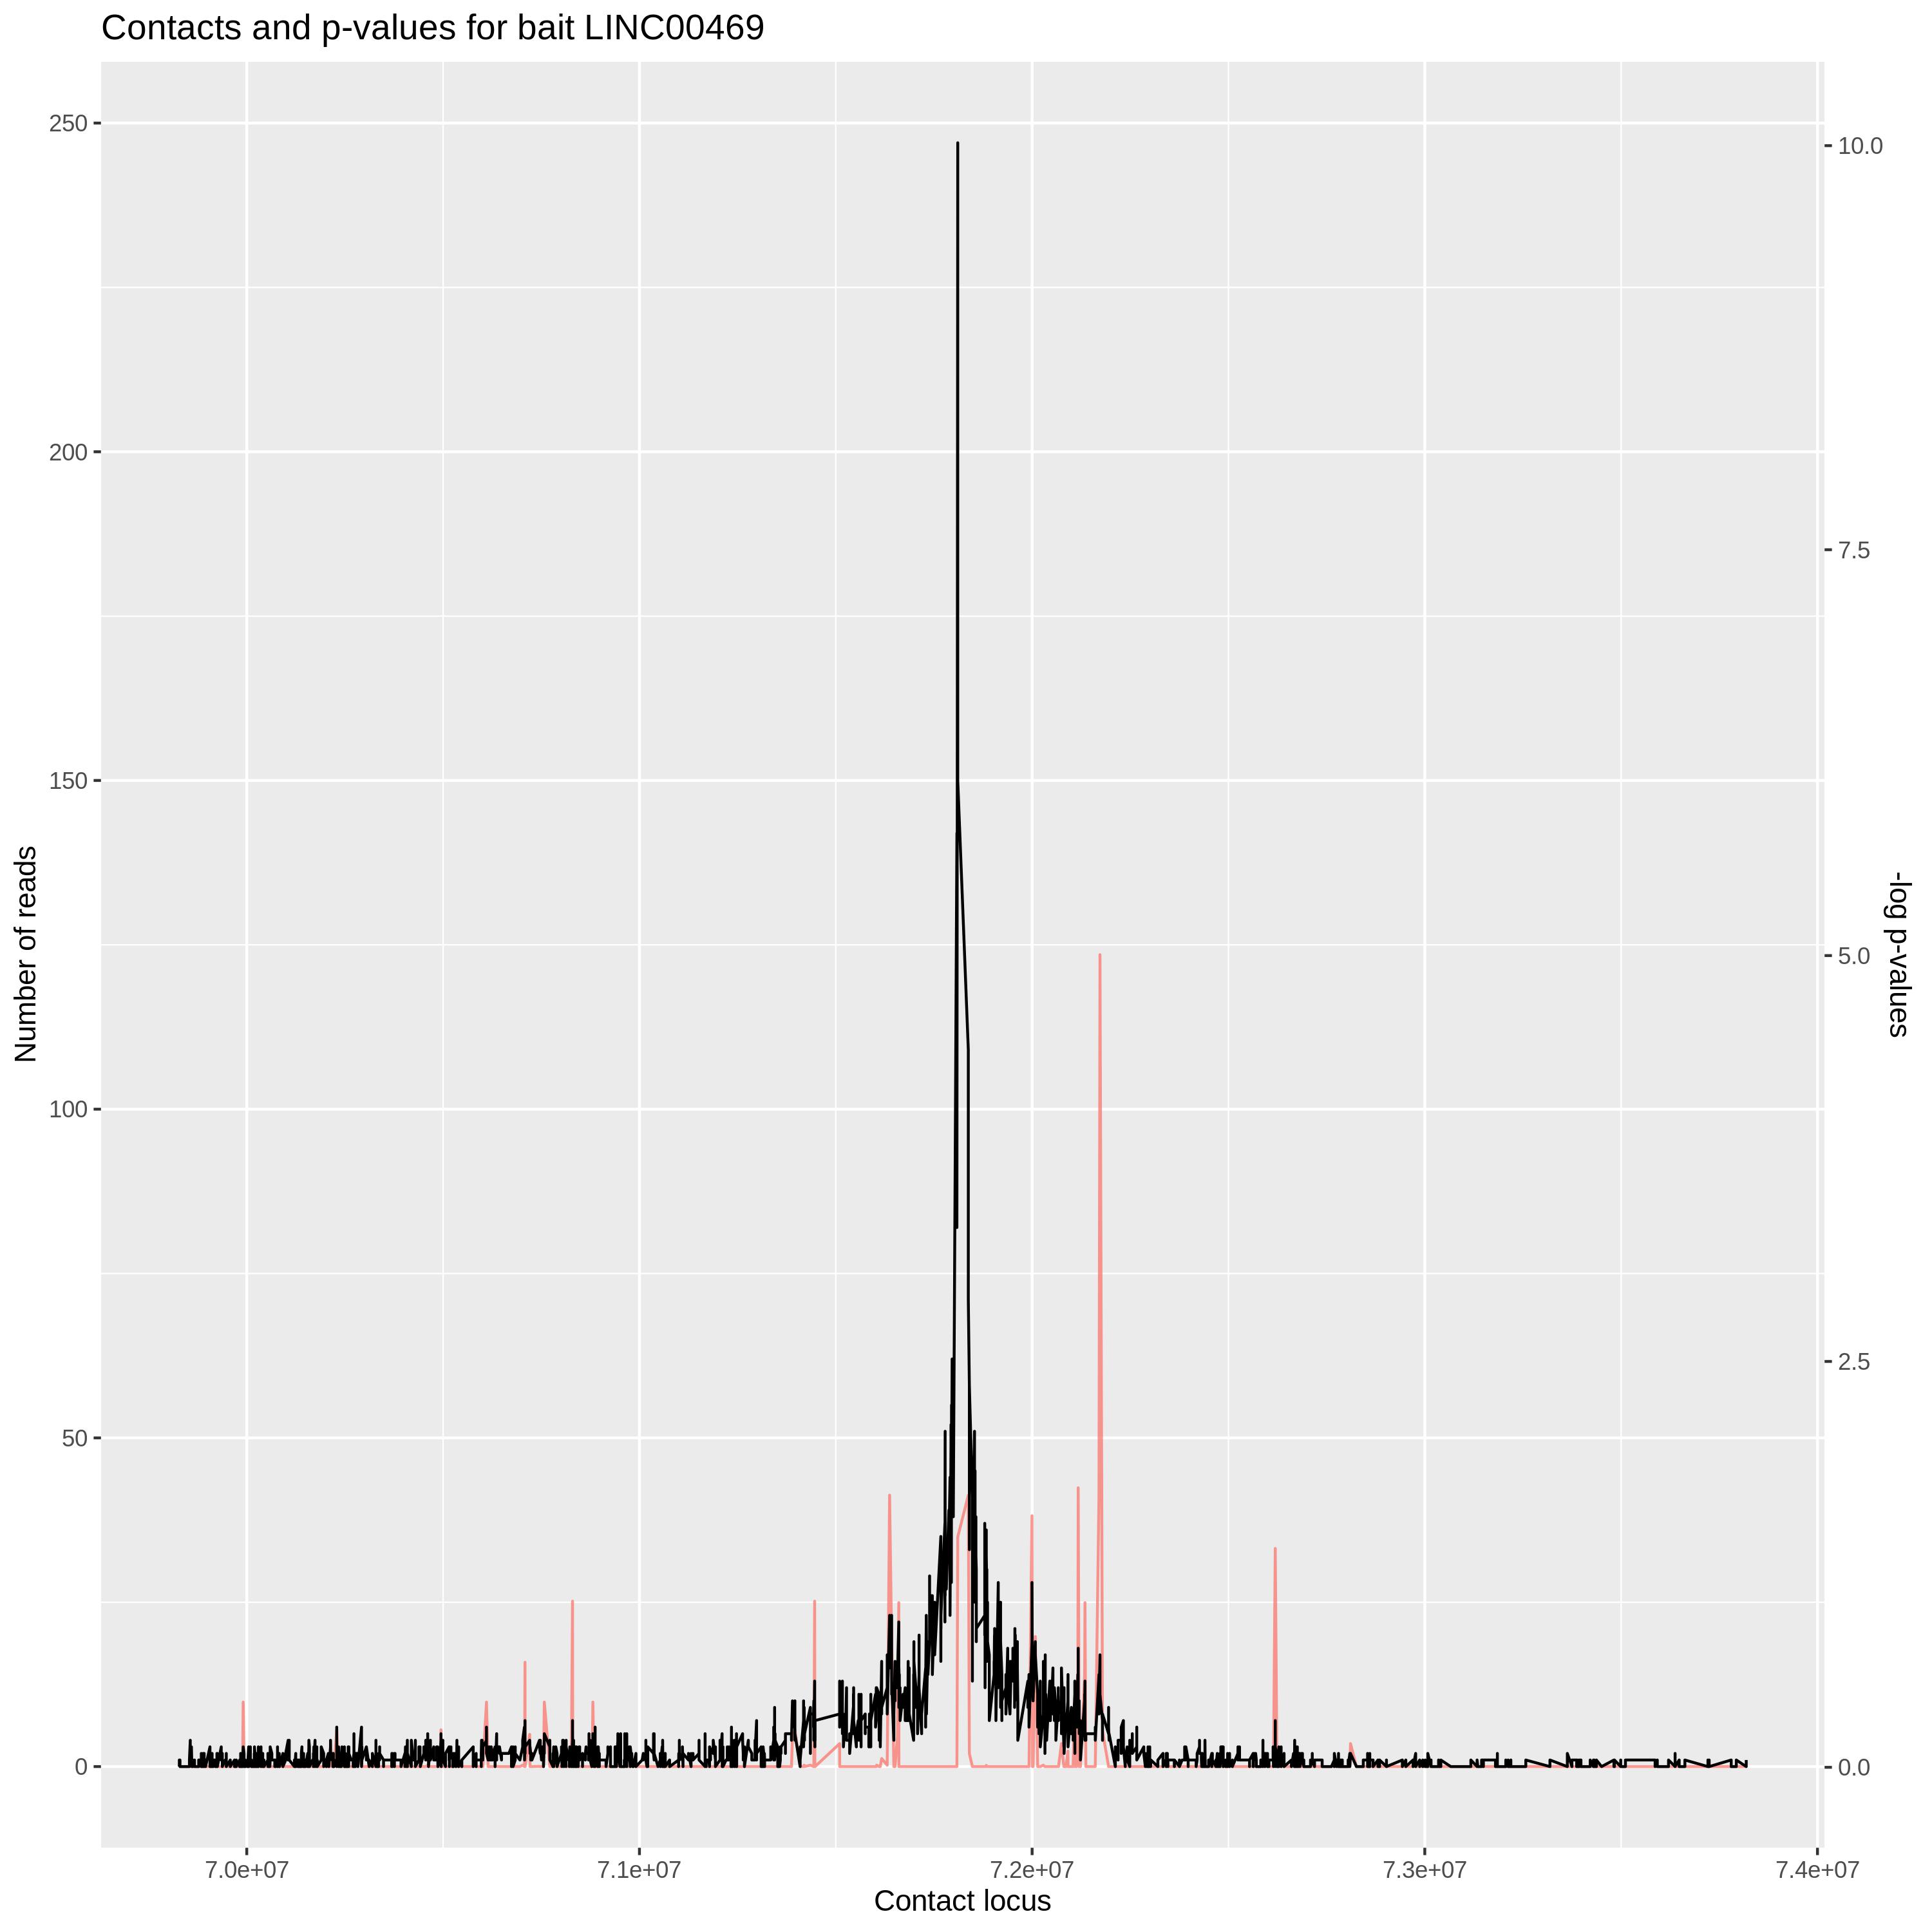 Contacts and p-values for bait LINC00469
250
200
150
100
50
0
Number of reads
10.0
7.5
5.0
2.5
0.0
-log p-values
7.0e+07
7.1e+07
7.2e+07
7.3e+07
7.4e+07
Contact locus